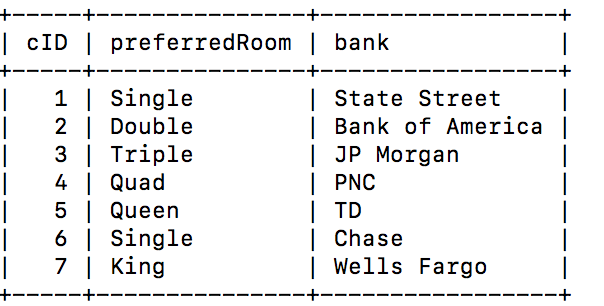 +-----+---------------+-----------------+
| cID | preferredRoom | bank            |
+-----+---------------+-----------------+
|   1 | Single        | State Street    |
|   2 | Double        | Bank of America |
|   3 | Triple        | JP Morgan       |
|   4 | Quad          | PNC             |
|   5 | Queen         | TD              |
|   6 | Single        | Chase           |
|   7 | King          | Wells Fargo     |
+-----+---------------+-----------------+